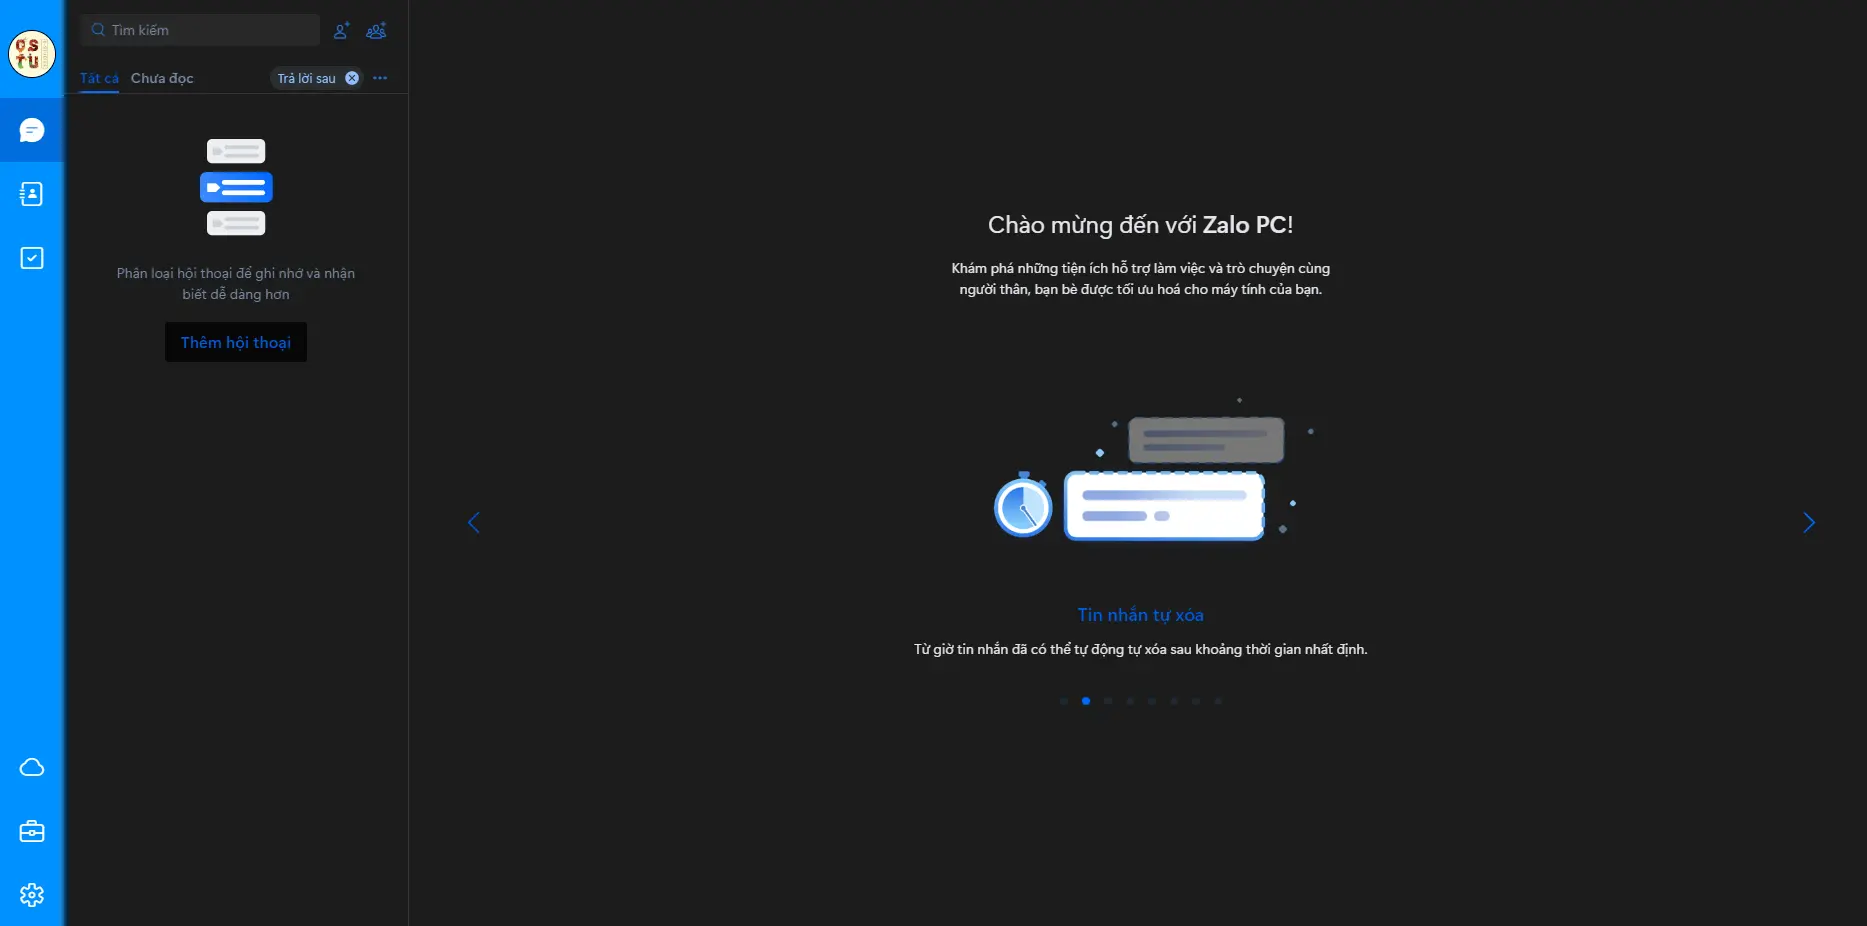 GS
TU
Tìm kiếm
Tất cả Chưa đọc Trả lời sau
Phân loại hội thoại để ghi nhớ và nhận
biết dễ dàng hơn
Thêm hội thoại
Chào mừng đến với Zalo PC!
Khám phá những tiện ích hỗ trợ làm việc và trò chuyện cùng
người thân, bạn bè được tối ưu hoá cho máy tính của bạn.
Tin nhắn tự xóa
Từ giờ tin nhắn đã có thể tự động tự xóa sau khoảng thời gian nhất định.